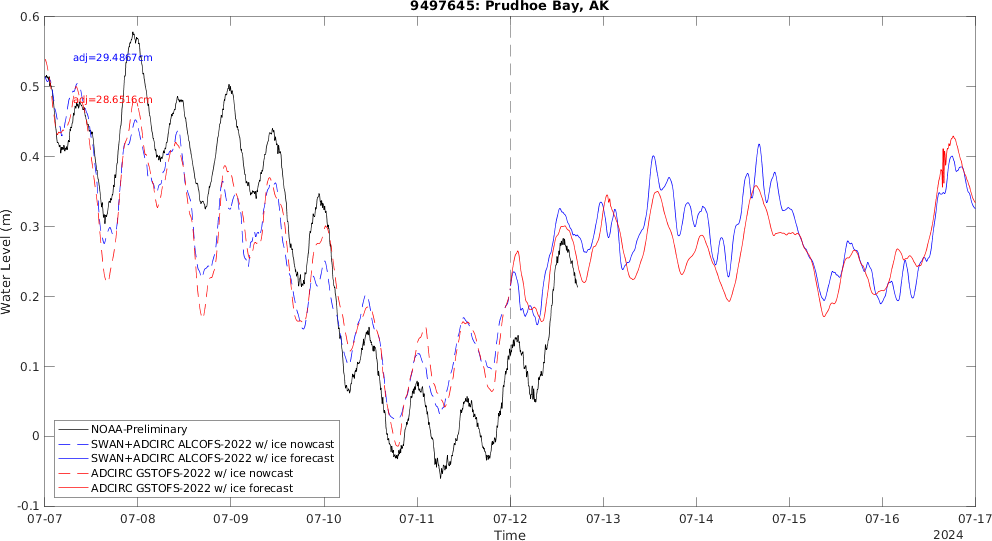 9497645: Prudhoe Bay, AK
0.6
0.5
0.4
0.3
0.2
0.1
0
-0.1
Water Level (m)
adj=29.4867cm
adj=28.6516cm
NOAA-Preliminary
SWAN+ADCIRC ALCOFS-2022 w/ ice nowcast
SWAN+ADCIRC ALCOFS-2022 w/ ice forecast
ADCIRC GSTOFS-2022 w/ ice nowcast
ADCIRC GSTOFS-2022 w/ ice forecast
07-07 07-08 07-09 07-10 07-11 07-12 07-13 07-14 07-15 07-16 07-17
Time
2024